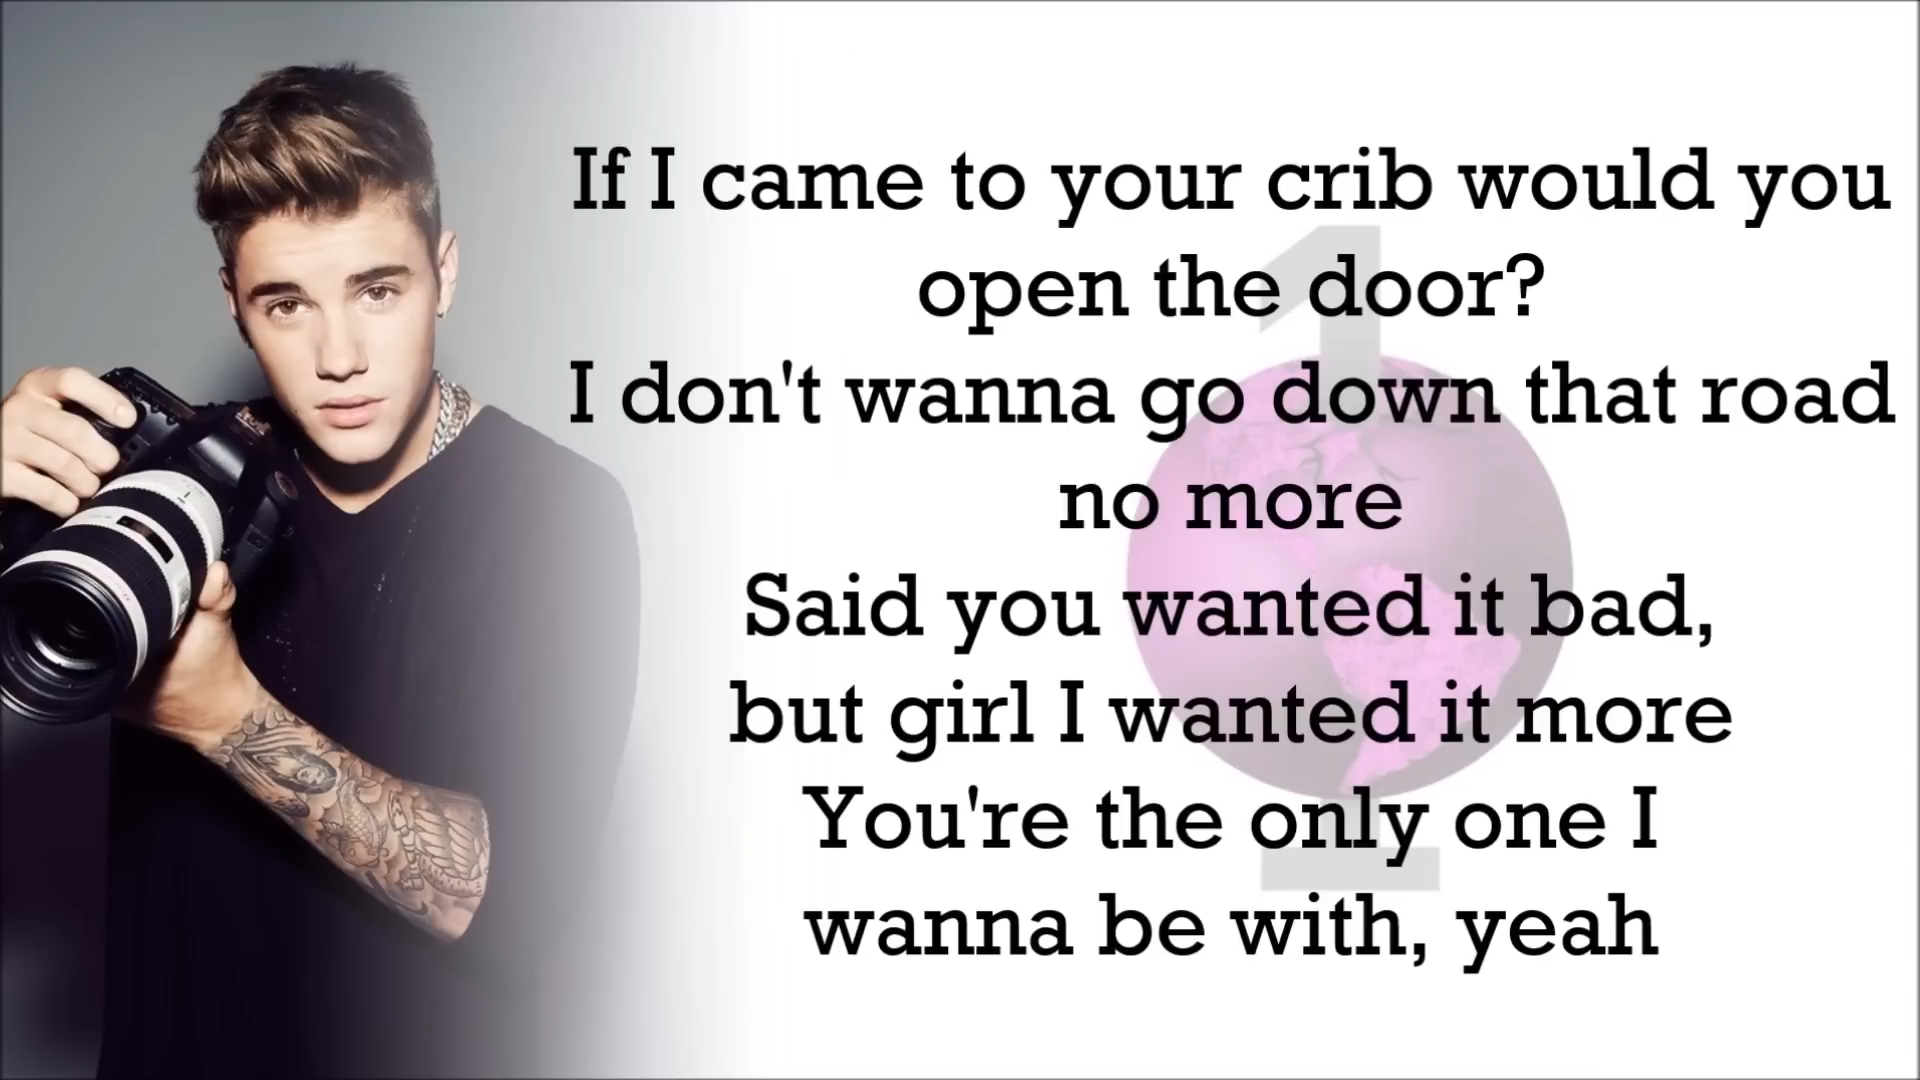 If I came to your crib would you
open the door?
I don't wanna go down that road
no more
Said you wanted it bad,
but girl I wanted it more
You're the only one I
wanna be with, yeah